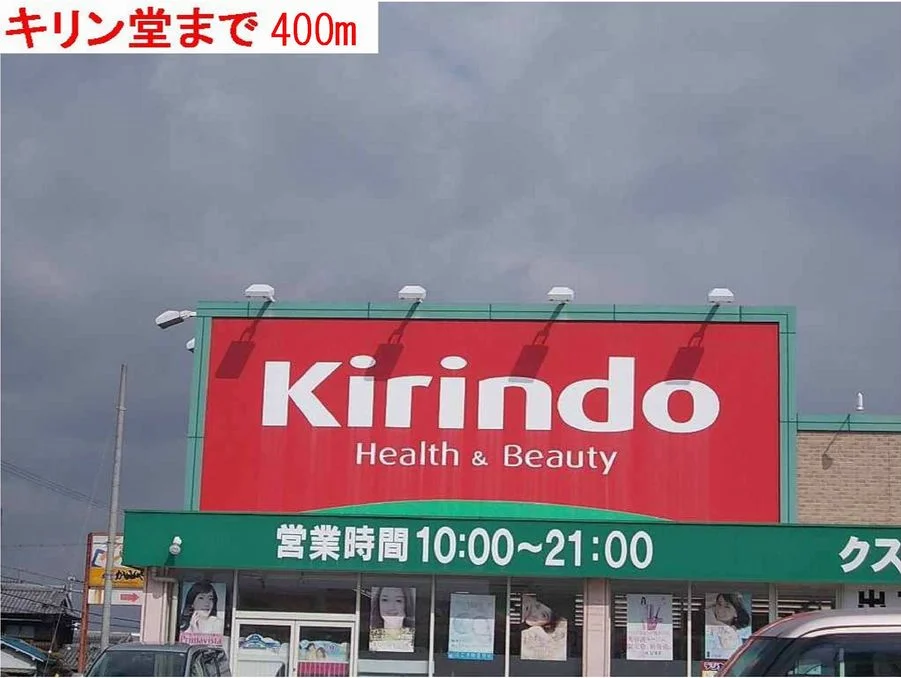 キリン堂まで 400m
Kirindo
Health & Beauty
営業時間 10:00~21:00
クス
Primavista